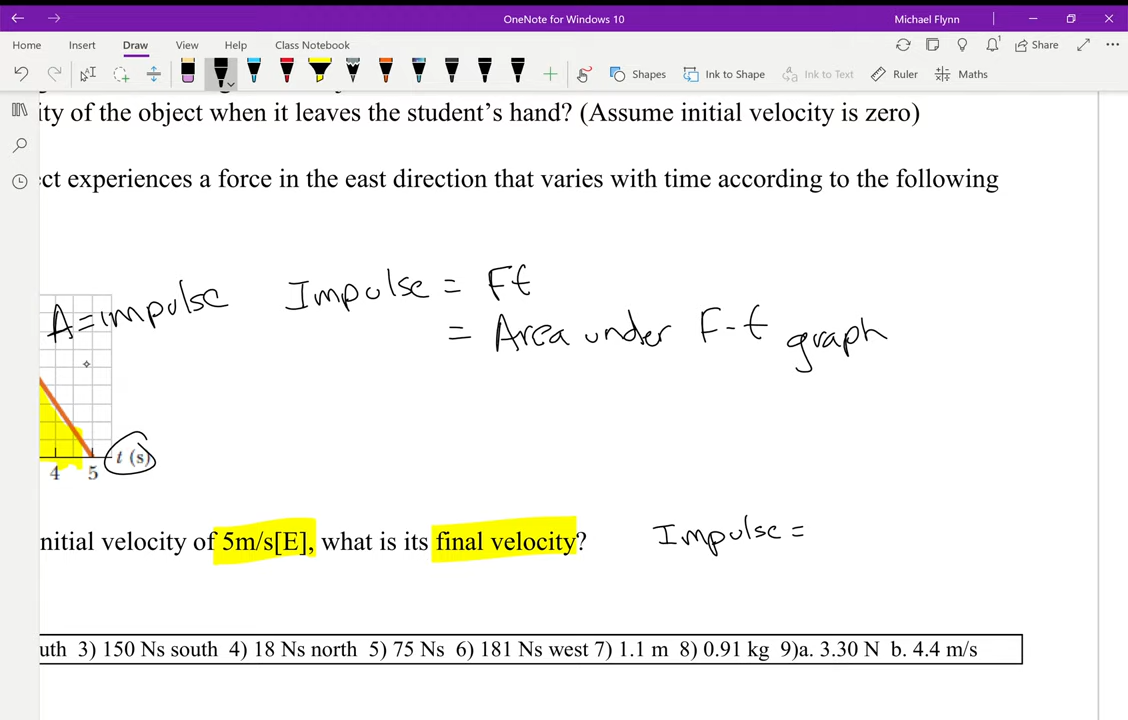 OneNote for Windows 10
Michael Flynn
Home Insert Draw View Help Class Notebook
Share
Shapes Ink to Shape Ink to Text Ruler Maths
ity of the object when it leaves the student's hand? (Assume initial velocity is zero)
ct experiences a force in the east direction that varies with time according to the following
A=impulse Impulse = Ft
= Area under F-t graph
t (s)
4 5
nitial velocity of 5m/s[E], what is its final velocity? Impulse =
uth 3) 150 Ns south 4) 18 Ns north 5) 75 Ns 6) 181 Ns west 7) 1.1 m 8) 0.91 kg 9)a. 3.30 N b. 4.4 m/s